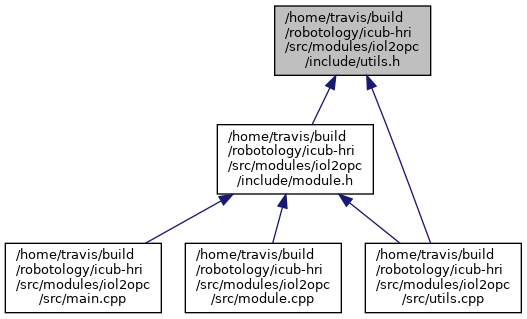 /home/travis/build
/robotology/icub-hri
/src/modules/iol2opc
/include/utils.h
/home/travis/build
/robotology/icub-hri
/src/modules/iol2opc
/include/module.h
/home/travis/build
/robotology/icub-hri
/src/modules/iol2opc
/src/main.cpp
/home/travis/build
/robotology/icub-hri
/src/modules/iol2opc
/src/module.cpp
/home/travis/build
/robotology/icub-hri
/src/modules/iol2opc
/src/utils.cpp